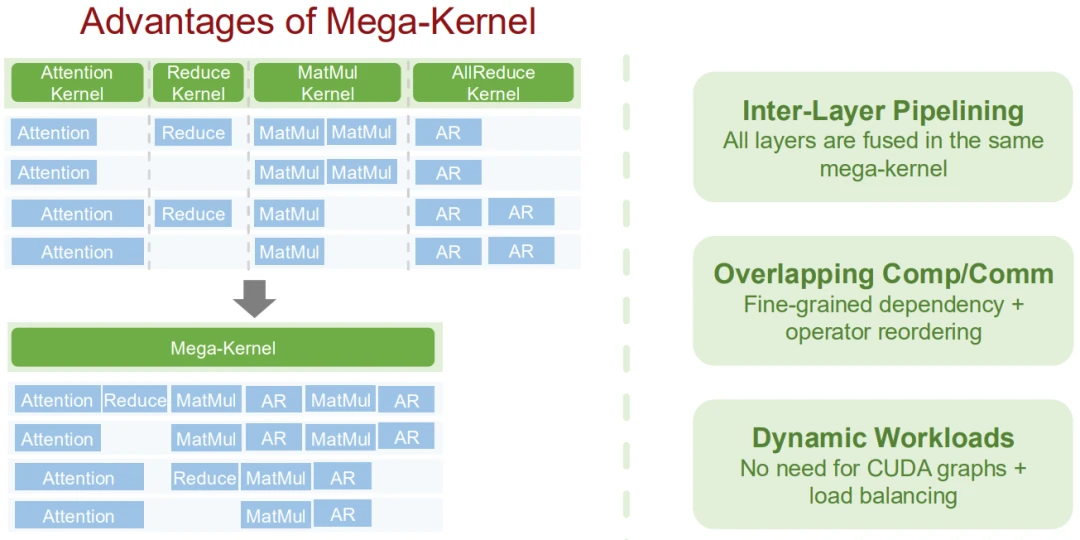 Advantages of Mega-Kernel
Attention Kernel
Reduce Kernel
MatMul Kernel
AllReduce Kernel
Attention Reduce MatMul MatMul AR
Attention MatMul MatMul AR
Attention Reduce MatMul AR AR
Attention MatMul AR AR
Mega-Kernel
Attention Reduce MatMul AR MatMul AR
Attention MatMul AR MatMul AR
Attention Reduce MatMul AR
Attention MatMul AR
Inter-Layer Pipelining
All layers are fused in the same
mega-kernel
Overlapping Comp/Comm
Fine-grained dependency +
operator reordering
Dynamic Workloads
No need for CUDA graphs +
load balancing